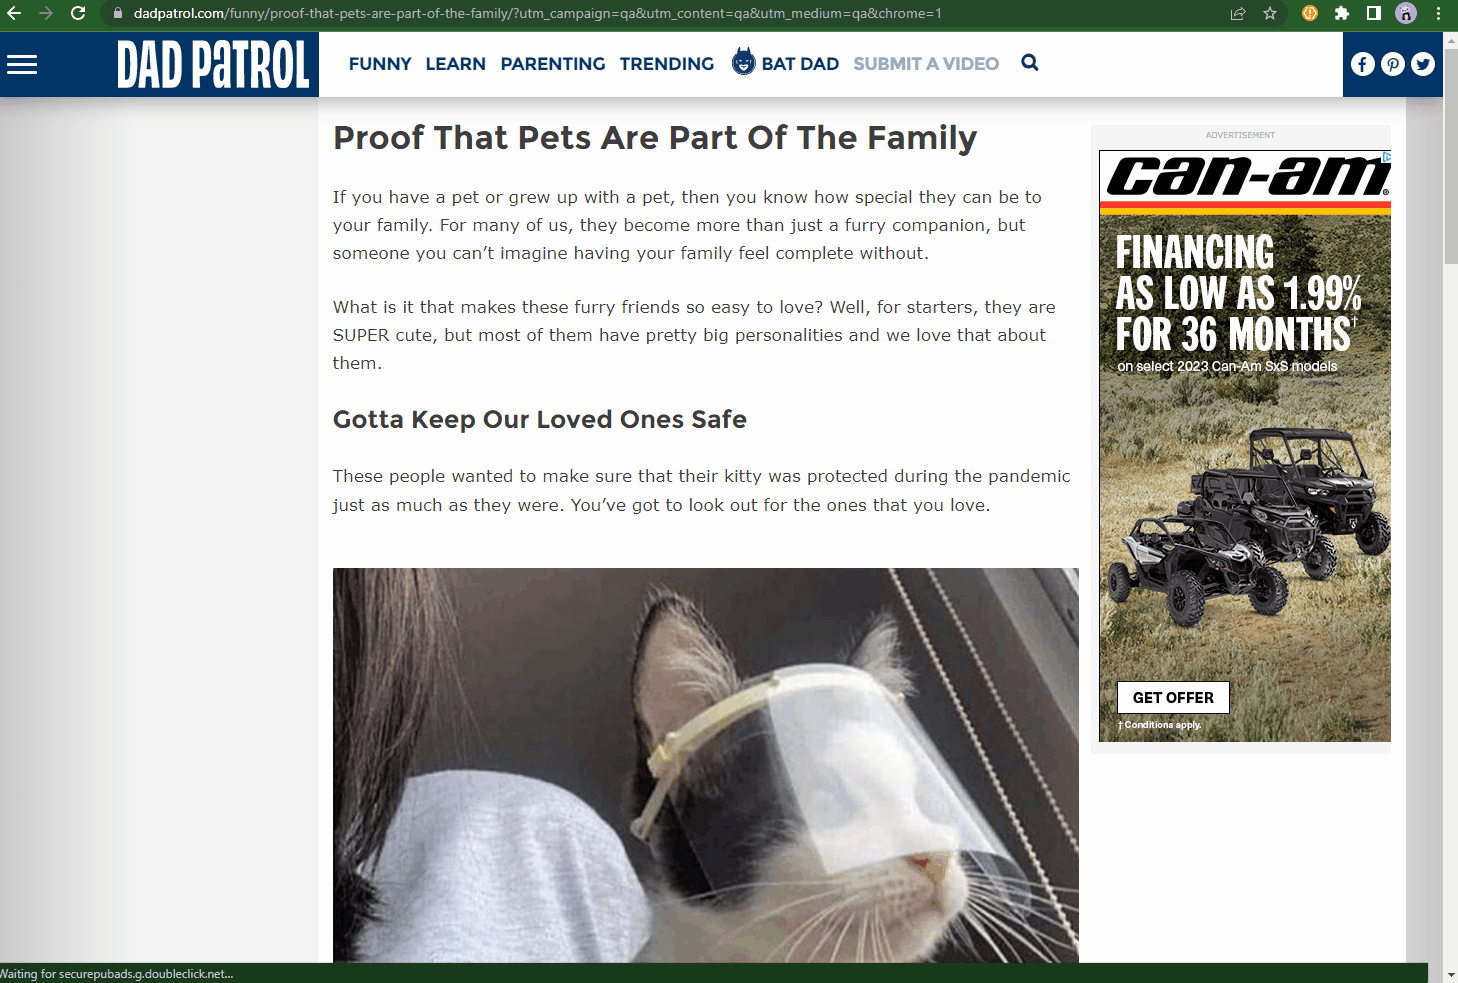 dadpatrol.com/funny/proof-that-pets-are-part-of-the-family/?utm_campaign=qa&utm_content=qa&utm_medium=qa&chrome=1
DAD PaTROL
FUNNY LEARN PARENTING TRENDING BAT DAD SUBMIT A VIDEO
Proof That Pets Are Part Of The Family
If you have a pet or grew up with a pet, then you know how special they can be to
your family. For many of us, they become more than just a furry companion, but
someone you can’t imagine having your family feel complete without.
What is it that makes these furry friends so easy to love? Well, for starters, they are
SUPER cute, but most of them have pretty big personalities and we love that about
them.
Gotta Keep Our Loved Ones Safe
These people wanted to make sure that their kitty was protected during the pandemic
just as much as they were. You’ve got to look out for the ones that you love.
ADVERTISEMENT
can-am®
FINANCING
AS LOW AS 1.99%
FOR 36 MONTHS†
on select 2023 Can-Am SxS models
GET OFFER
† Conditions apply.
Waiting for securepubads.g.doubleclick.net...